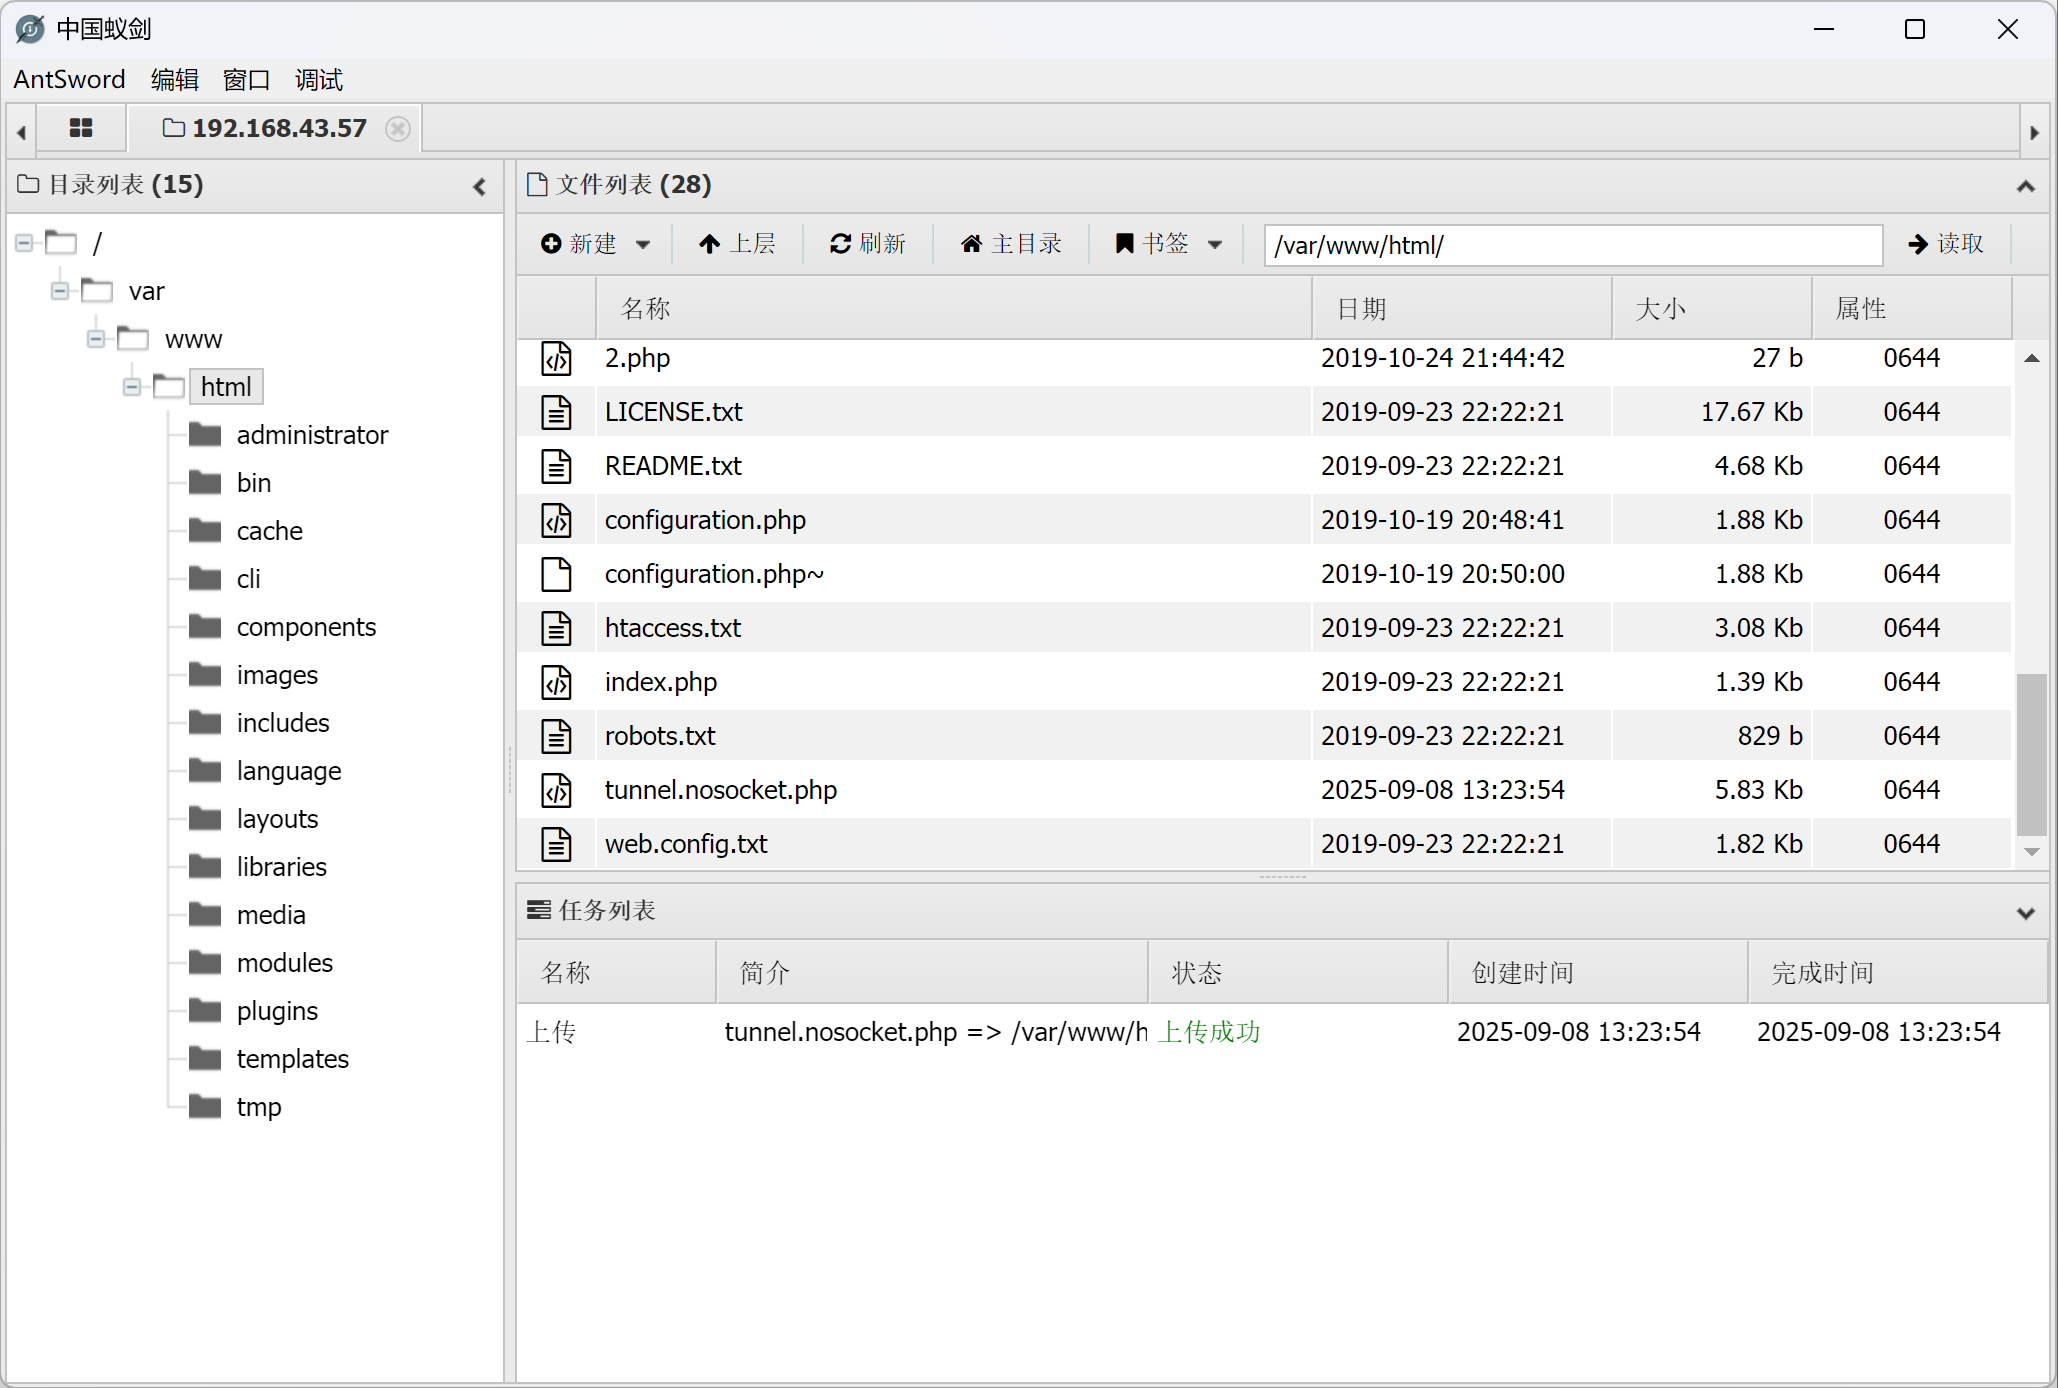 中国蚁剑
AntSword 编辑 窗口 调试
192.168.43.57
目录列表 (15)
/
var
www
html
administrator
bin
cache
cli
components
images
includes
language
layouts
libraries
media
modules
plugins
templates
tmp
文件列表 (28)
新建 上层 刷新 主目录 书签 /var/www/html/ 读取
名称 日期 大小 属性
2.php 2019-10-24 21:44:42 27 b 0644
LICENSE.txt 2019-09-23 22:22:21 17.67 Kb 0644
README.txt 2019-09-23 22:22:21 4.68 Kb 0644
configuration.php 2019-10-19 20:48:41 1.88 Kb 0644
configuration.php~ 2019-10-19 20:50:00 1.88 Kb 0644
htaccess.txt 2019-09-23 22:22:21 3.08 Kb 0644
index.php 2019-09-23 22:22:21 1.39 Kb 0644
robots.txt 2019-09-23 22:22:21 829 b 0644
tunnel.nosocket.php 2025-09-08 13:23:54 5.83 Kb 0644
web.config.txt 2019-09-23 22:22:21 1.82 Kb 0644
任务列表
名称 简介 状态 创建时间 完成时间
上传 tunnel.nosocket.php => /var/www/h 上传成功 2025-09-08 13:23:54 2025-09-08 13:23:54